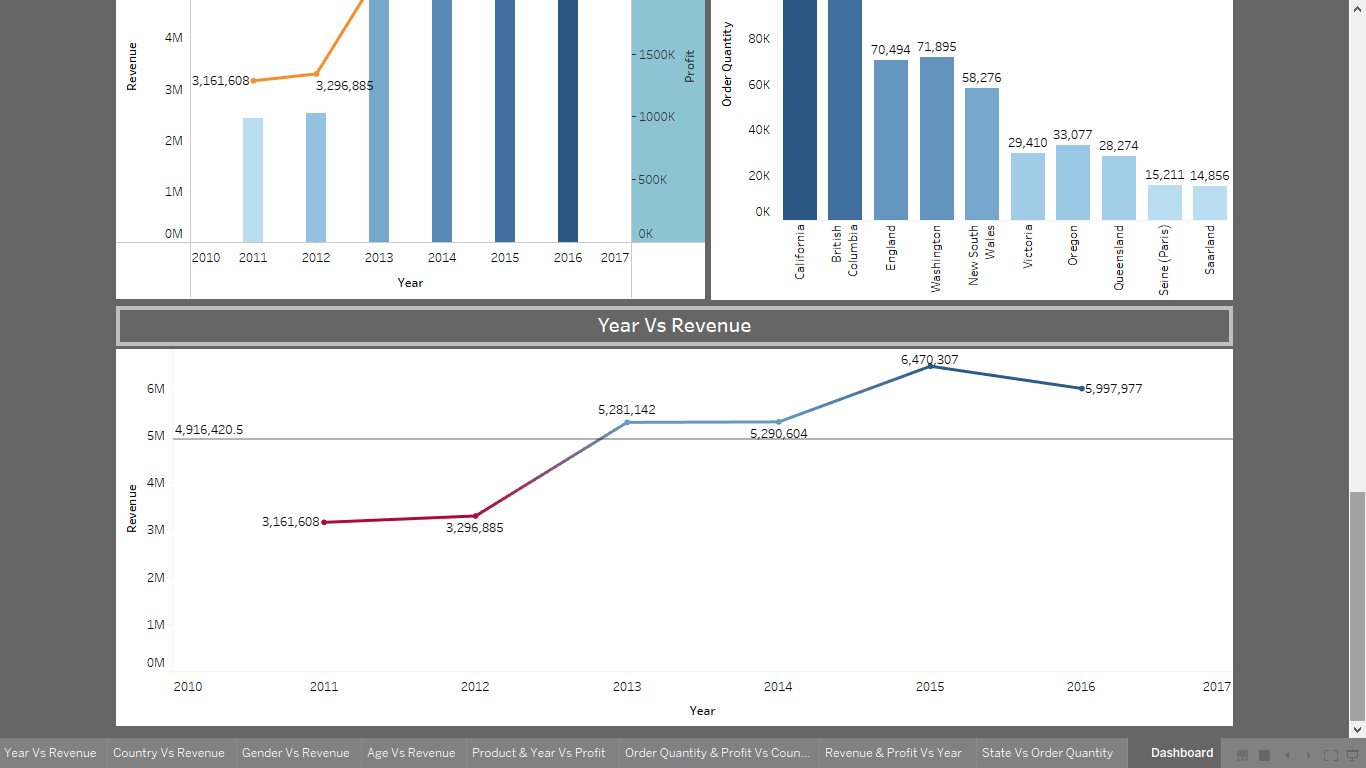 Revenue
4M
3M
2M
1M
0M
3,161,608
3,296,885
2010 2011 2012 2013 2014 2015 2016 2017
Year
1500K
1000K
500K
0K
Profit
Order Quantity
80K
60K
40K
20K
0K
70,494 71,895
58,276
29,410 33,077 28,274
15,211 14,856
California
British
Columbia
England
Washington
New South
Wales
Victoria
Oregon
Queensland
Seine (Paris)
Saarland
Year Vs Revenue
Revenue
6M
5M
4M
3M
2M
1M
0M
4,916,420.5
3,161,608
3,296,885
5,281,142
5,290,604
6,470,307
5,997,977
2010 2011 2012 2013 2014 2015 2016 2017
Year
Year Vs Revenue Country Vs Revenue Gender Vs Revenue Age Vs Revenue Product & Year Vs Profit Order Quantity & Profit Vs Coun... Revenue & Profit Vs Year State Vs Order Quantity Dashboard